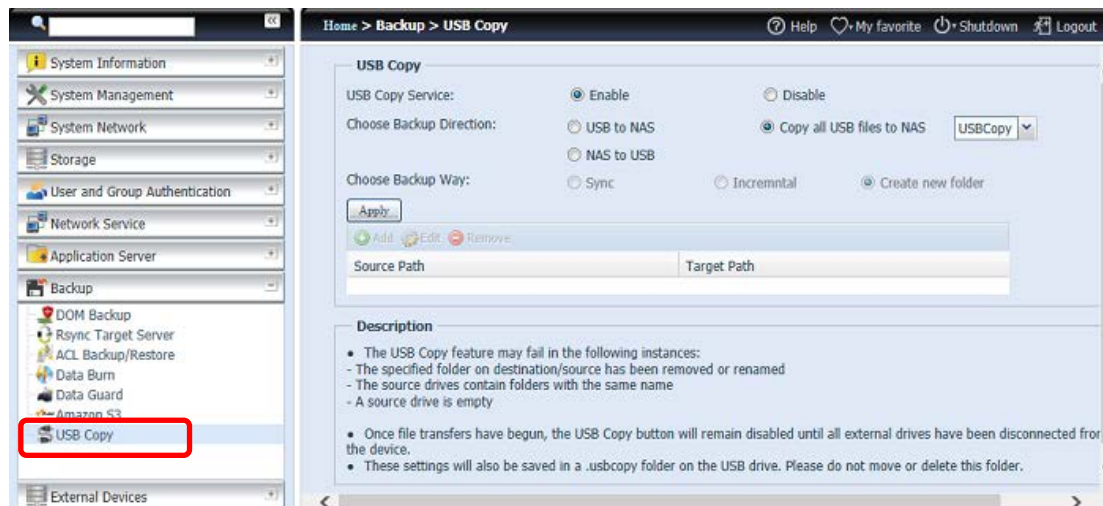 Home > Backup > USB Copy
Help My favorite Shutdown Logout
System Information
System Management
System Network
Storage
User and Group Authentication
Network Service
Application Server
Backup
DOM Backup
Rsync Target Server
ACL Backup/Restore
Data Burn
Data Guard
Amazon S3
USB Copy
External Devices
USB Copy
USB Copy Service: Enable Disable
Choose Backup Direction: USB to NAS Copy all USB files to NAS USBCopy
NAS to USB
Choose Backup Way: Sync Incremntal Create new folder
Apply
Add Edit Remove
Source Path Target Path
Description
• The USB Copy feature may fail in the following instances:
- The specified folder on destination/source has been removed or renamed
- The source drives contain folders with the same name
- A source drive is empty
• Once file transfers have begun, the USB Copy button will remain disabled until all external drives have been disconnected fror
the device.
• These settings will also be saved in a .usbcopy folder on the USB drive. Please do not move or delete this folder.